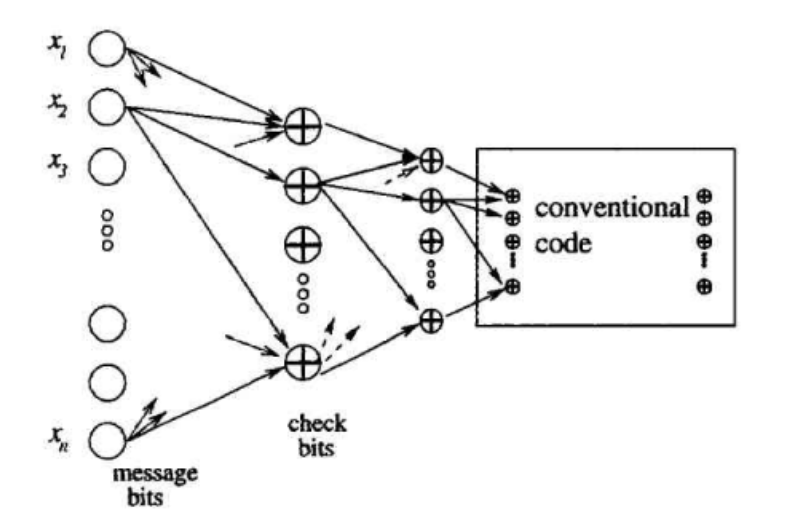 x₁
x₂
x₃
xₙ
message
bits
check
bits
conventional
code